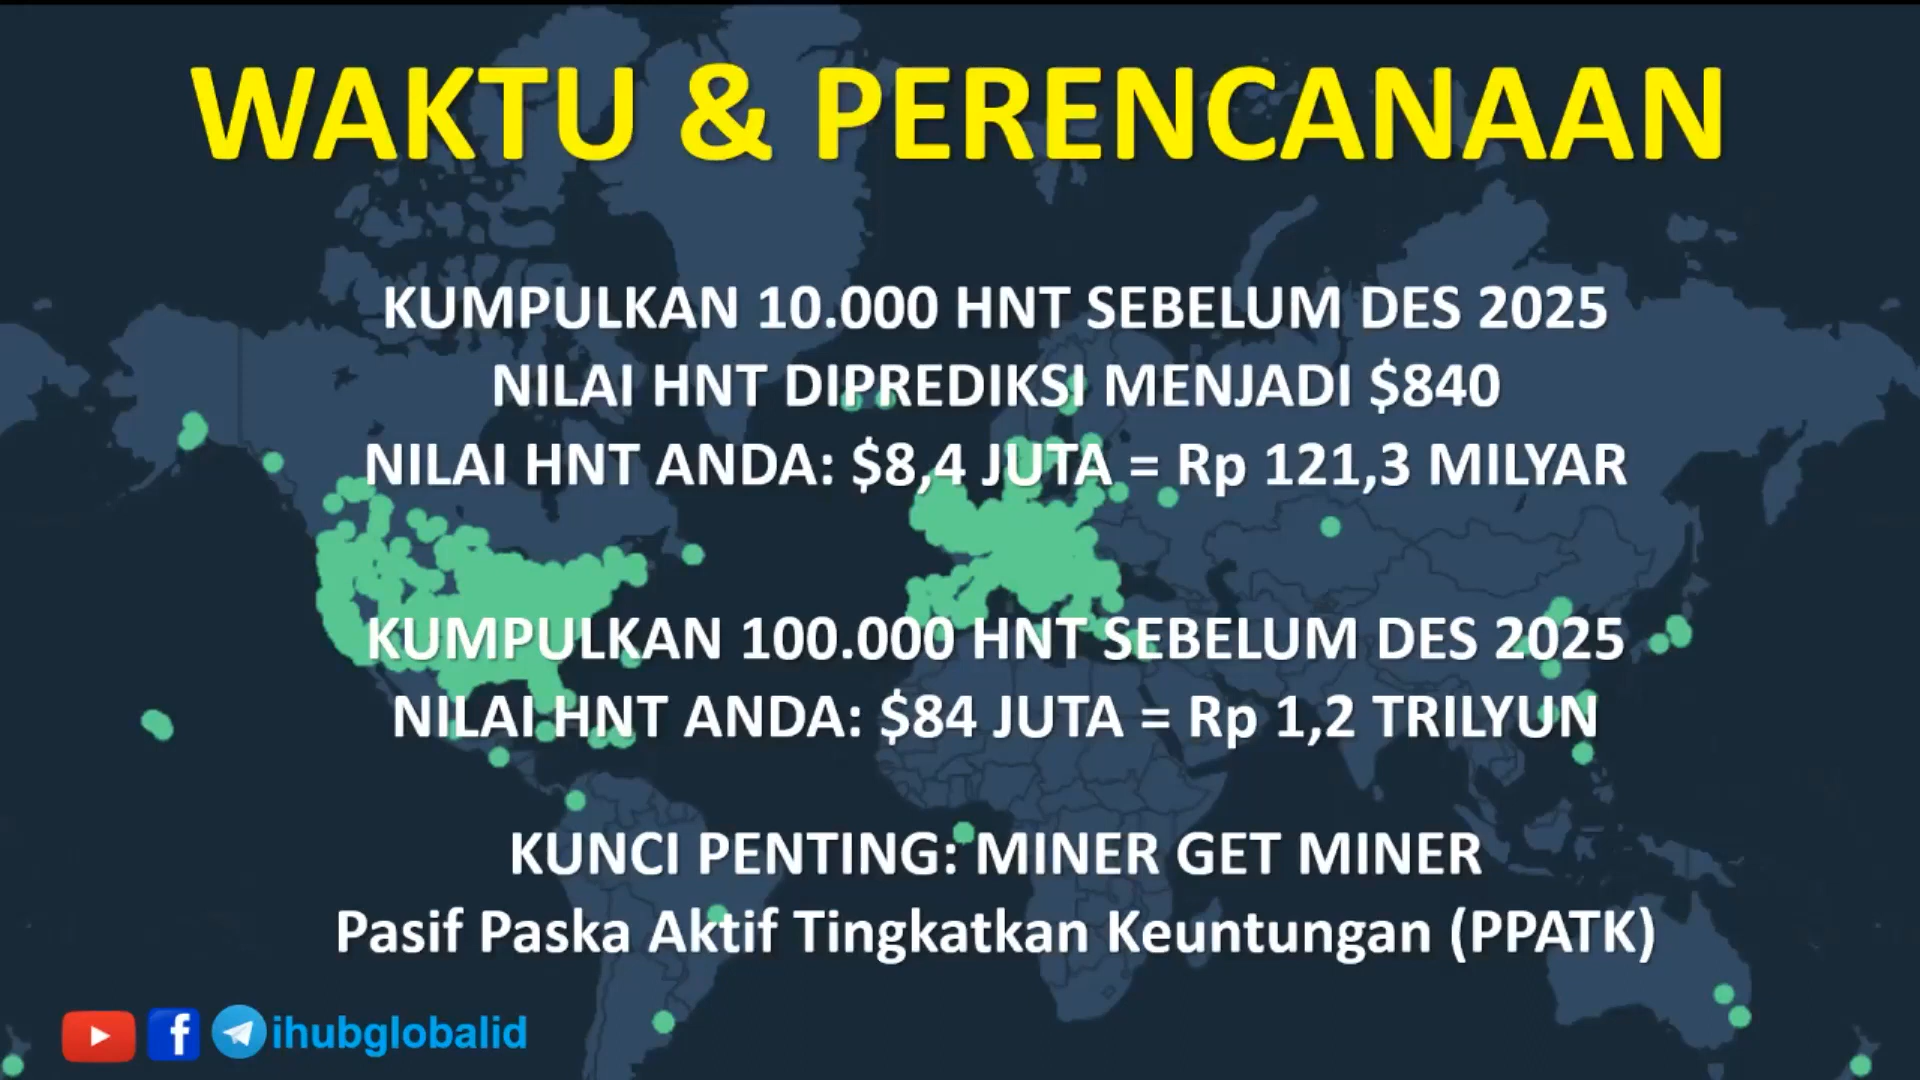 WAKTU & PERENCANAAN
KUMPULKAN 10.000 HNT SEBELUM DES 2025
NILAI HNT DIPREDIKSI MENJADI $840
NILAI HNT ANDA: $8,4 JUTA = Rp 121,3 MILYAR
KUMPULKAN 100.000 HNT SEBELUM DES 2025
NILAI HNT ANDA: $84 JUTA = Rp 1,2 TRILYUN
KUNCI PENTING: MINER GET MINER
Pasif Paska Aktif Tingkatkan Keuntungan (PPATK)
ihubglobalid